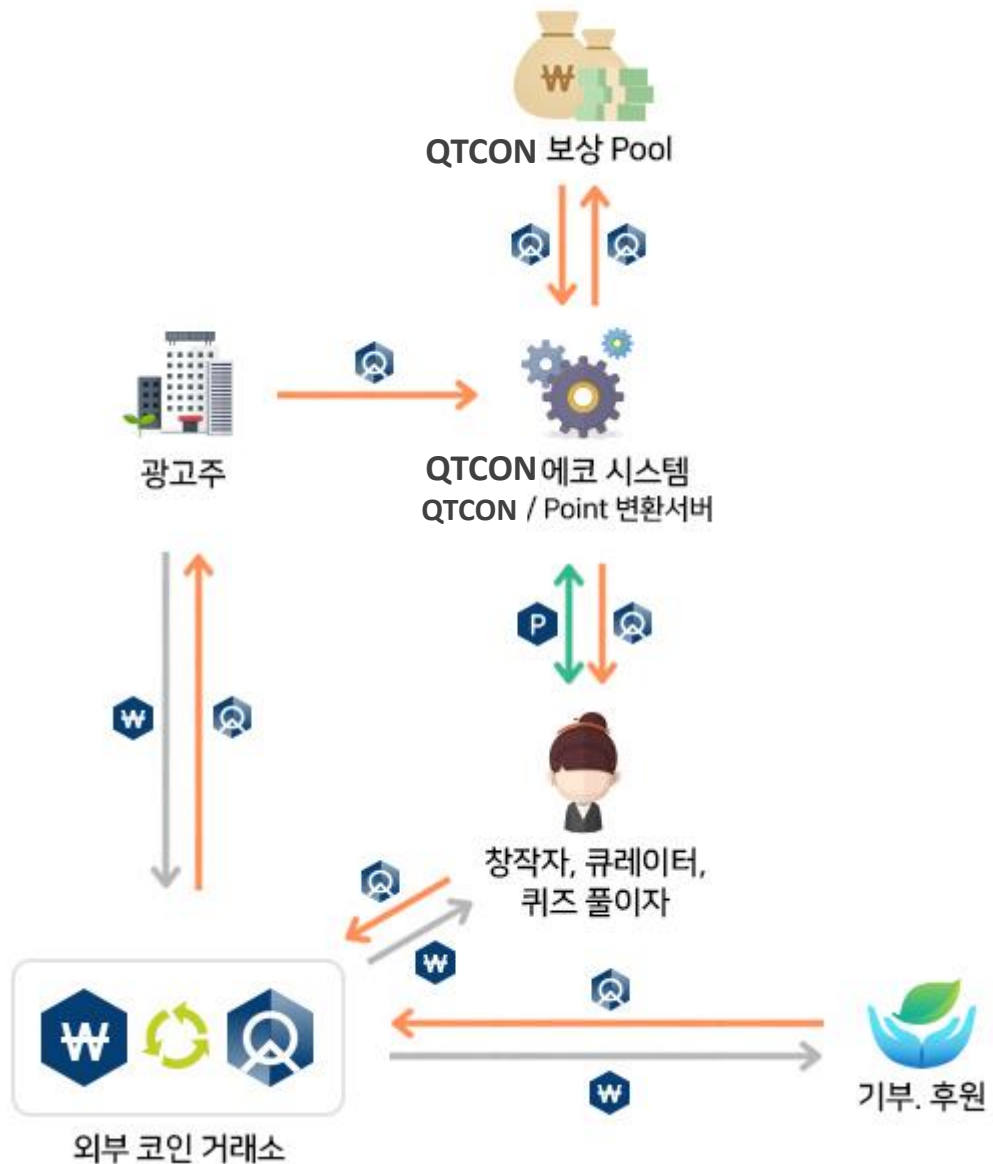 ₩
QTCON 보상 Pool
광고주
QTCON 에코 시스템
QTCON / Point 변환서버
P
₩
창작자, 큐레이터,
퀴즈 풀이자
₩
₩
₩
기부. 후원
외부 코인 거래소